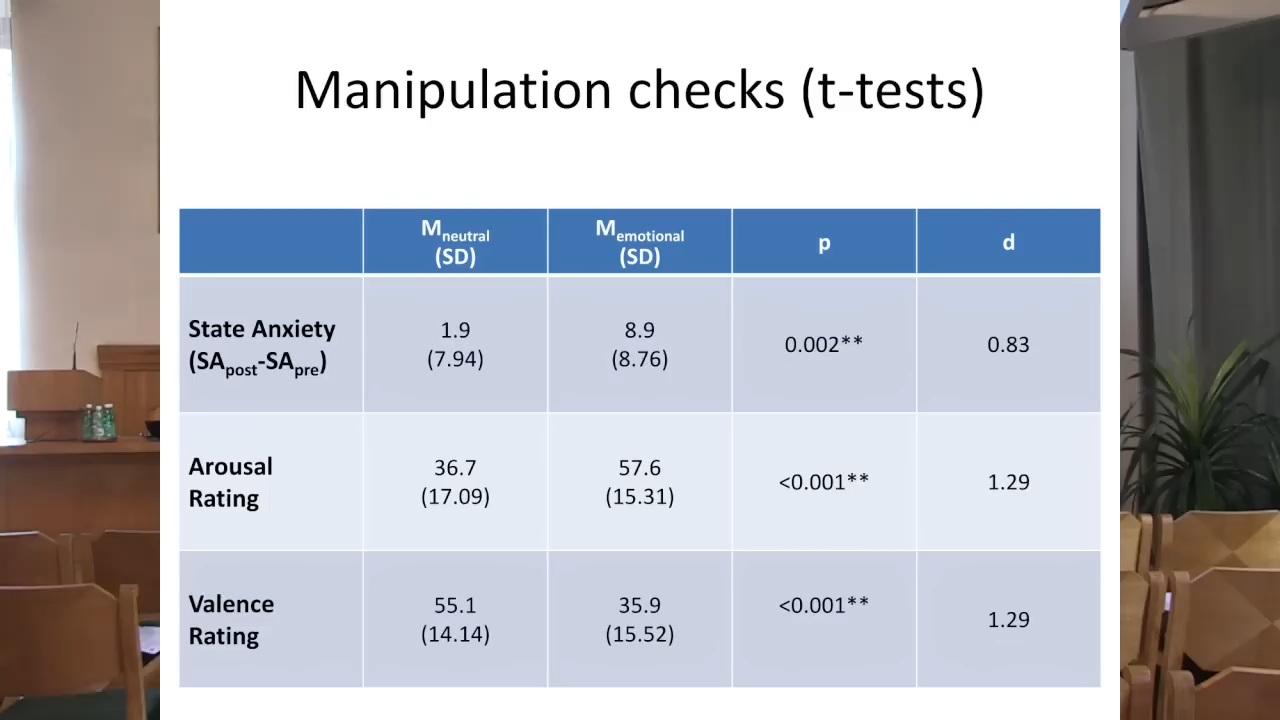 Manipulation checks (t-tests)
Mneutral
(SD)
Memotional
(SD)
p
d
State Anxiety
(SApost-SApre)
1.9
(7.94)
8.9
(8.76)
0.002**
0.83
Arousal
Rating
36.7
(17.09)
57.6
(15.31)
<0.001**
1.29
Valence
Rating
55.1
(14.14)
35.9
(15.52)
<0.001**
1.29